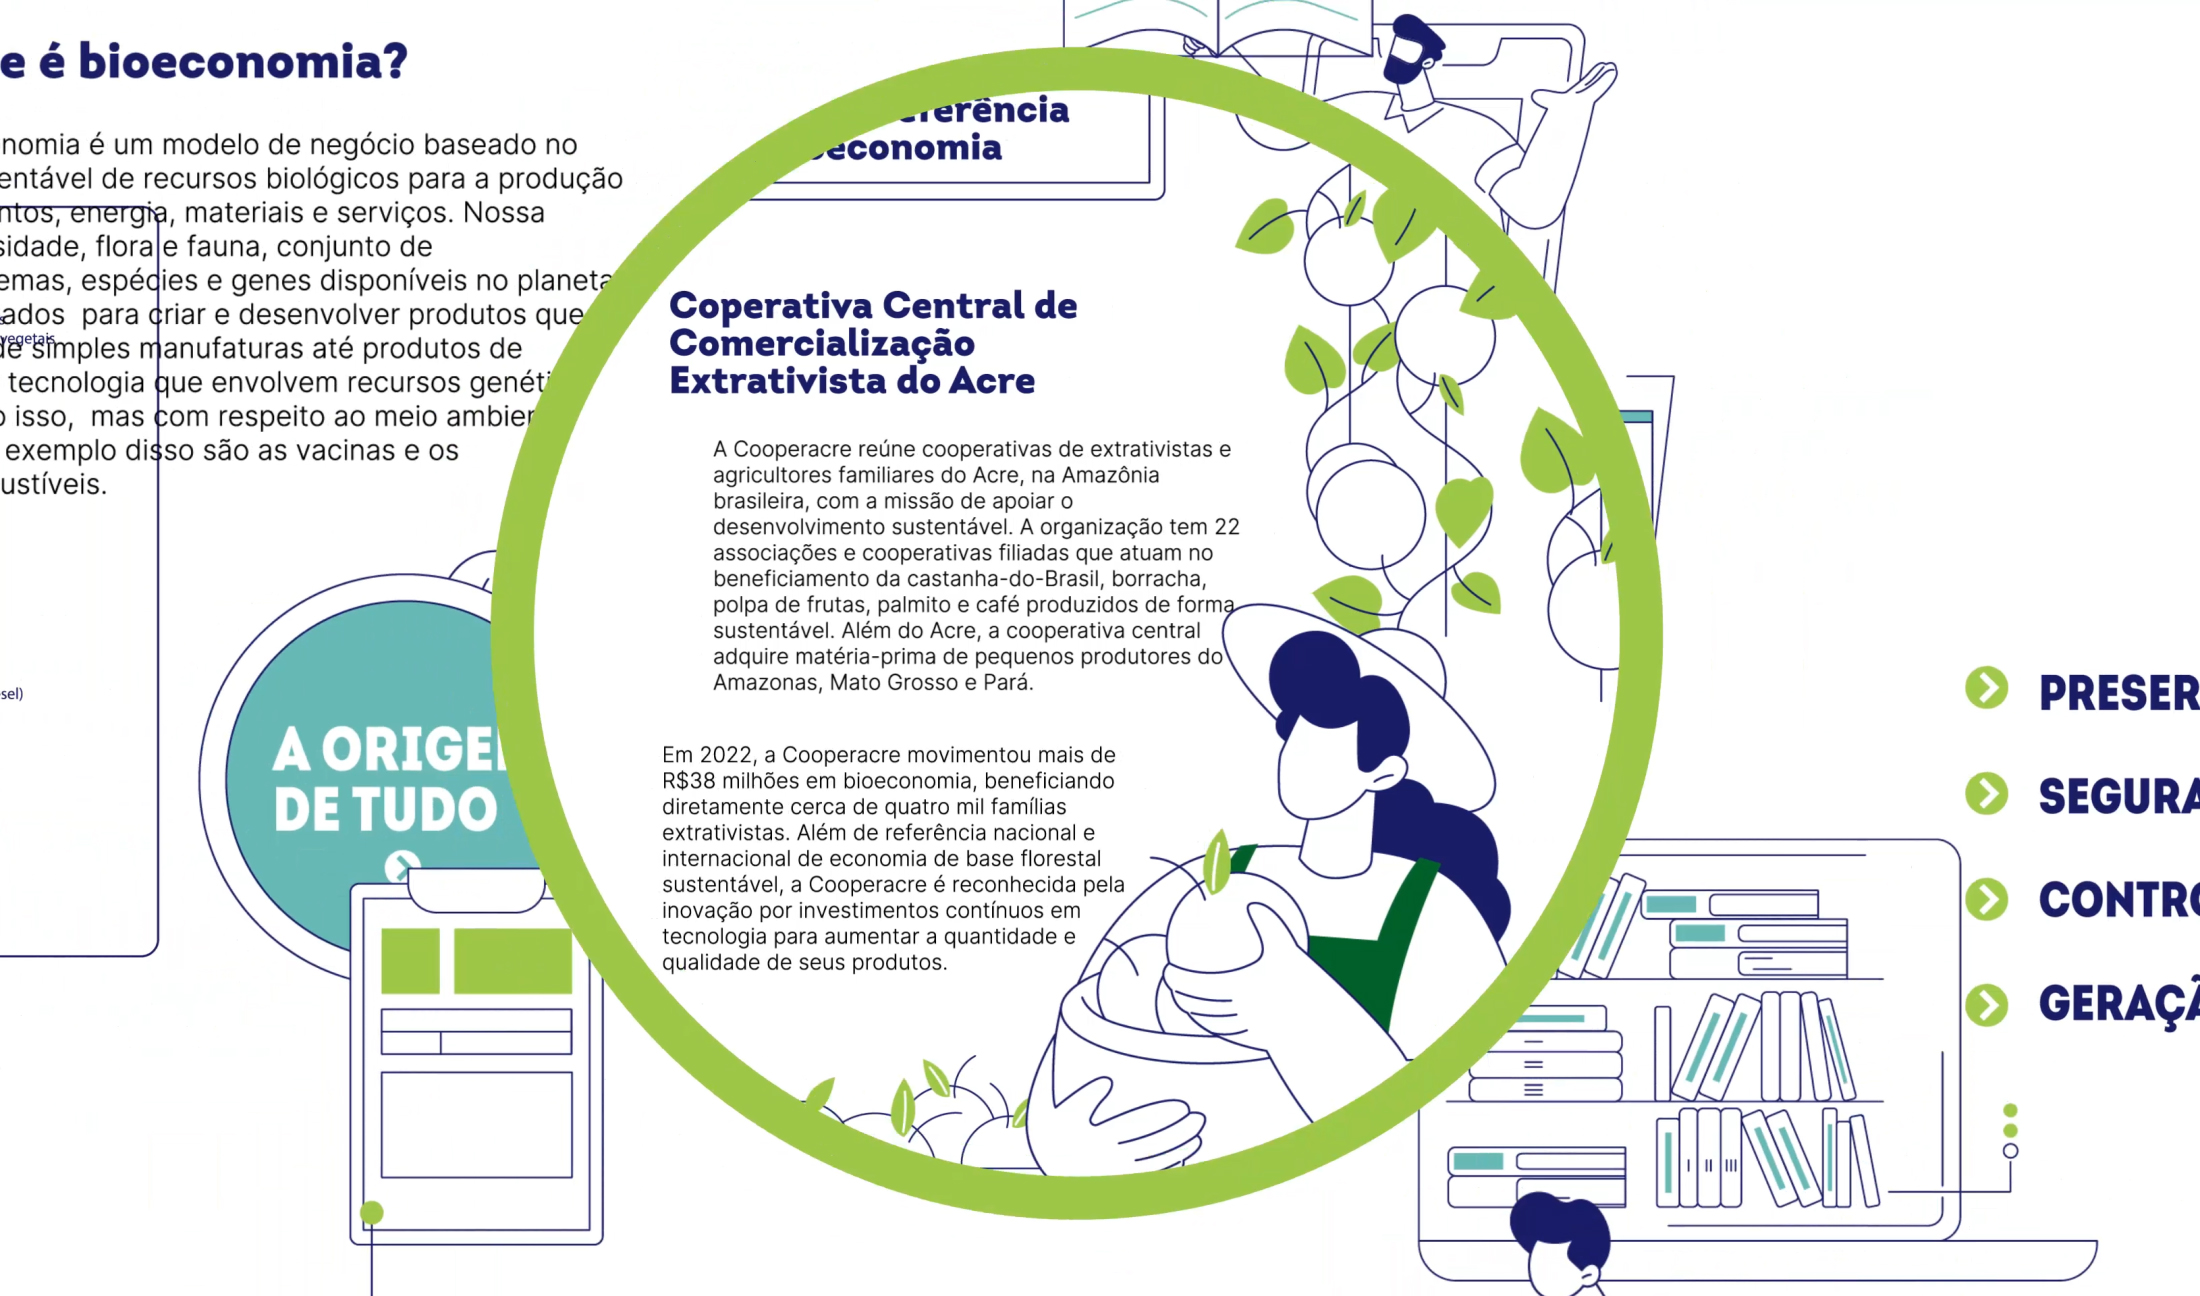 e é bioeconomia?
nomia é um modelo de negócio baseado no
entável de recursos biológicos para a produção
ntos, energia, materiais e serviços. Nossa
sidade, flora e fauna, conjunto de
emas, espécies e genes disponíveis no planeta
ados para criar e desenvolver produtos que
de simples manufaturas até produtos de
tecnologia que envolvem recursos genéti
o isso, mas com respeito ao meio ambien
exemplo disso são as vacinas e os
ustíveis.
vegetais
sel)
A ORIGE
DE TUDO
erência
economia
Coperativa Central de
Comercialização
Extrativista do Acre
A Cooperacre reúne cooperativas de extrativistas e
agricultores familiares do Acre, na Amazônia
brasileira, com a missão de apoiar o
desenvolvimento sustentável. A organização tem 22
associações e cooperativas filiadas que atuam no
beneficiamento da castanha-do-Brasil, borracha,
polpa de frutas, palmito e café produzidos de forma
sustentável. Além do Acre, a cooperativa central
adquire matéria-prima de pequenos produtores do
Amazonas, Mato Grosso e Pará.
Em 2022, a Cooperacre movimentou mais de
R$38 milhões em bioeconomia, beneficiando
diretamente cerca de quatro mil famílias
extrativistas. Além de referência nacional e
internacional de economia de base florestal
sustentável, a Cooperacre é reconhecida pela
inovação por investimentos contínuos em
tecnologia para aumentar a quantidade e
qualidade de seus produtos.
PRESER
SEGURA
CONTRO
GERAÇÃ